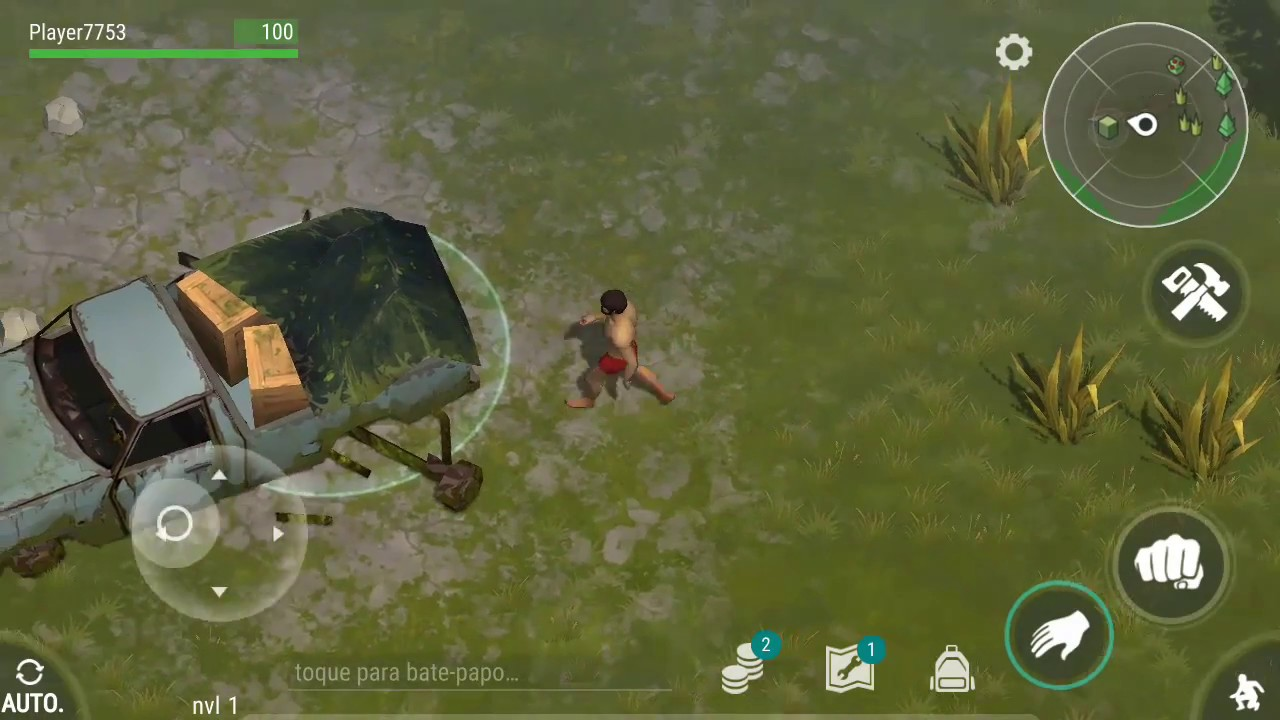 Player7753
100
2
1
toque para bate-papo...
AUTO.
nvl 1